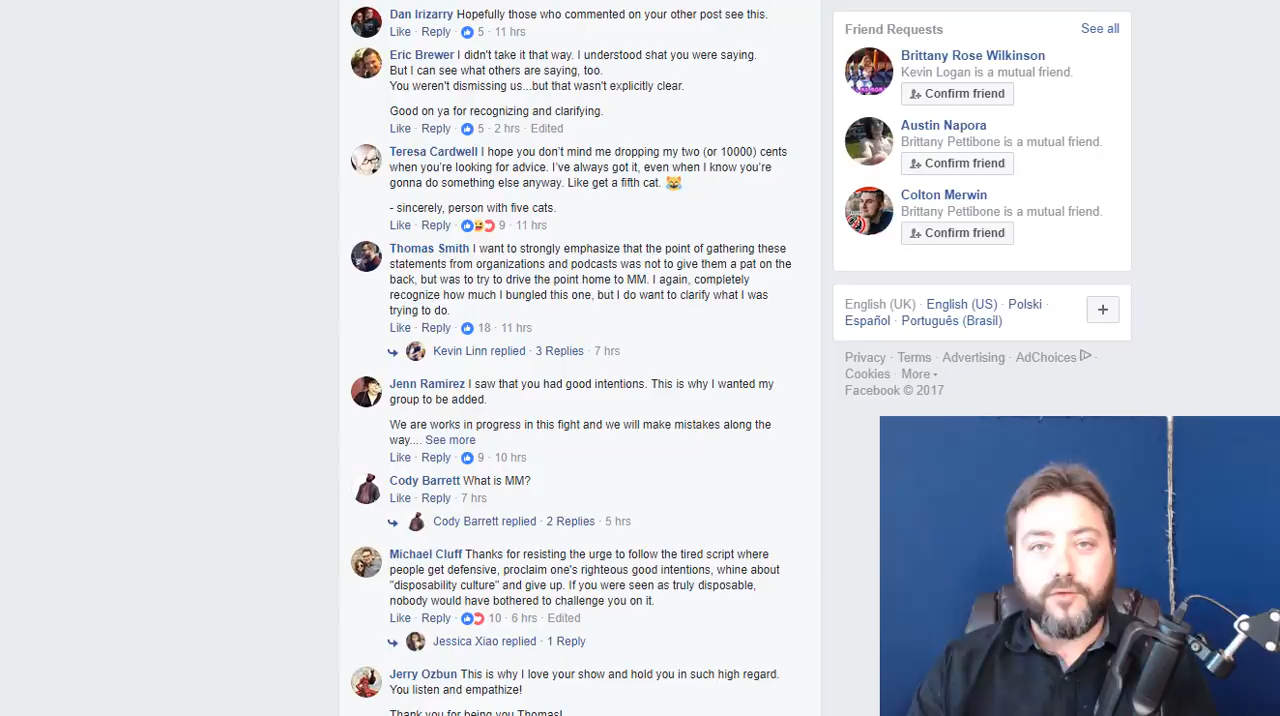 Dan Irizarry Hopefully those who commented on your other post see this.
Like · Reply · 5 · 11 hrs
Eric Brewer I didn't take it that way. I understood shat you were saying.
But I can see what others are saying, too.
You weren't dismissing us...but that wasn't explicitly clear.
Good on ya for recognizing and clarifying.
Like · Reply · 5 · 2 hrs · Edited
Teresa Cardwell I hope you don't mind me dropping my two (or 10000) cents
when you're looking for advice. I've always got it, even when I know you're
gonna do something else anyway. Like get a fifth cat. 😹
- sincerely, person with five cats.
Like · Reply · 9 · 11 hrs
Thomas Smith I want to strongly emphasize that the point of gathering these
statements from organizations and podcasts was not to give them a pat on the
back, but was to try to drive the point home to MM. I again, completely
recognize how much I bungled this one, but I do want to clarify what I was
trying to do.
Like · Reply · 18 · 11 hrs
Kevin Linn replied · 3 Replies · 7 hrs
Jenn Ramirez I saw that you had good intentions. This is why I wanted my
group to be added.
We are works in progress in this fight and we will make mistakes along the
way.... See more
Like · Reply · 9 · 10 hrs
Cody Barrett What is MM?
Like · Reply · 7 hrs
Cody Barrett replied · 2 Replies · 5 hrs
Michael Cluff Thanks for resisting the urge to follow the tired script where
people get defensive, proclaim one's righteous good intentions, whine about
"disposability culture" and give up. If you were seen as truly disposable,
nobody would have bothered to challenge you on it.
Like · Reply · 10 · 6 hrs · Edited
Jessica Xiao replied · 1 Reply
Jerry Ozbun This is why I love your show and hold you in such high regard.
You listen and empathize!
Thank you for being you Thomas!
Friend Requests See all
Brittany Rose Wilkinson
Kevin Logan is a mutual friend.
Confirm friend
Austin Napora
Brittany Pettibone is a mutual friend.
Confirm friend
Colton Merwin
Brittany Pettibone is a mutual friend.
Confirm friend
English (UK) · English (US) · Polski ·
Español · Português (Brasil)
+
Privacy · Terms · Advertising · AdChoices ·
Cookies · More
Facebook © 2017